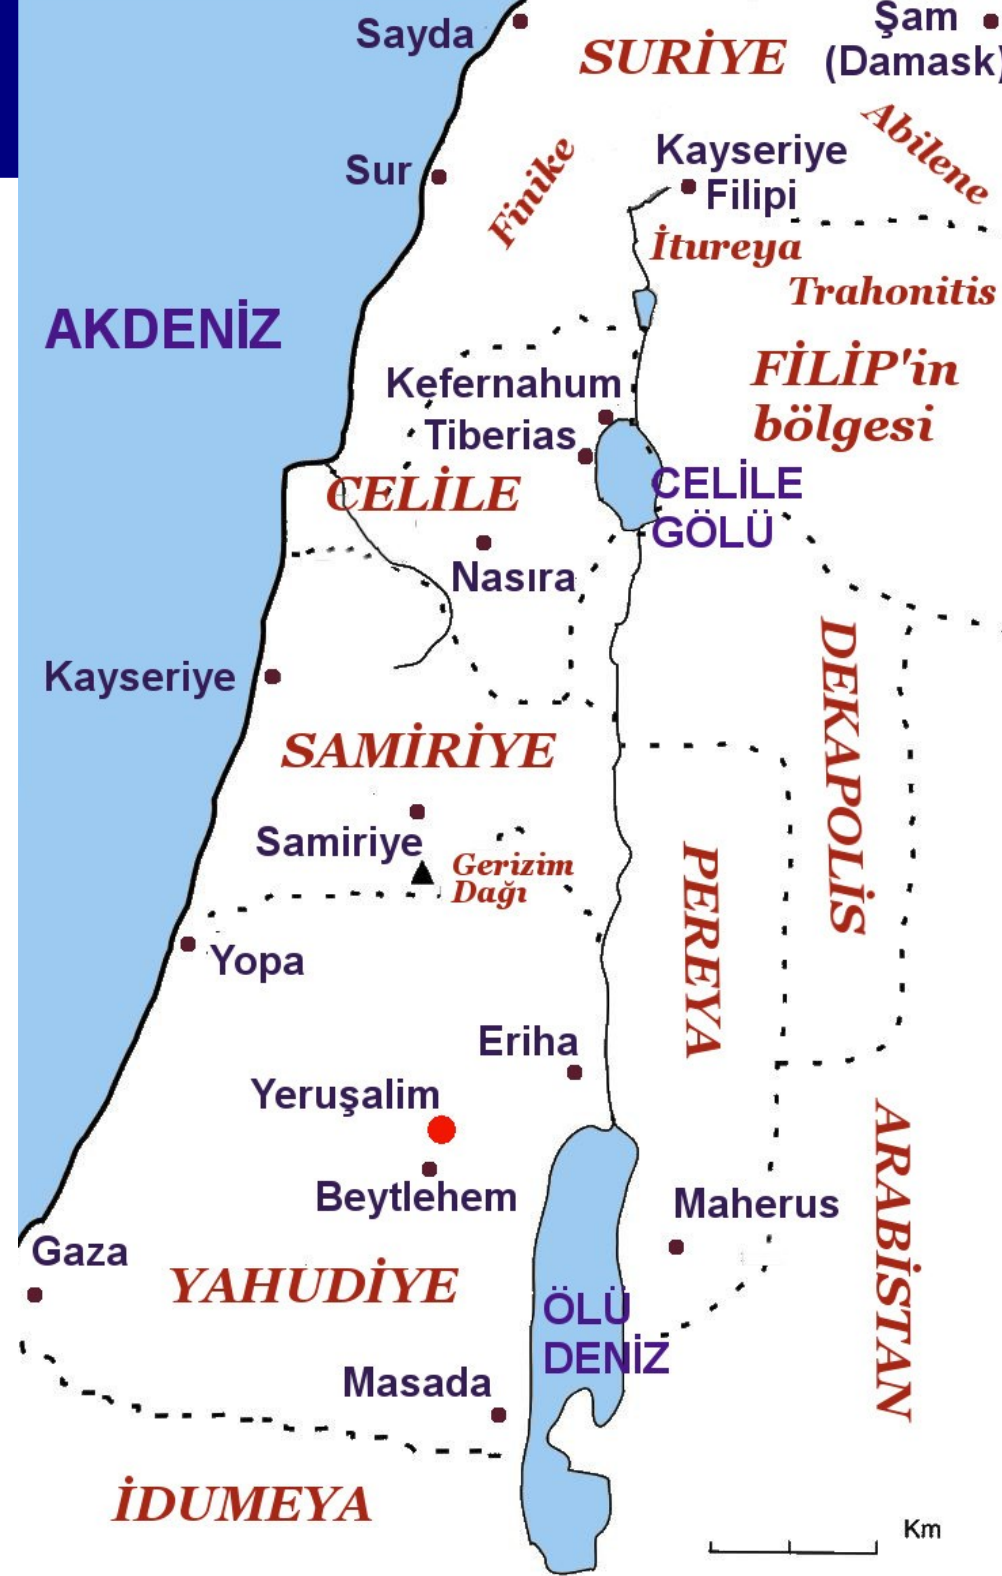 Sayda
SURİYE
Şam
(Damask)
Abilene
Sur
Finike
Kayseriye
Filipi
İtureya
Trahonitis
AKDENİZ
FİLİP'in
bölgesi
Kefernahum
Tiberias
CELİLE
CELİLE
GÖLÜ
Nasıra
Kayseriye
DEKAPOLİS
SAMİRİYE
Samiriye
Gerizim
Dağı
PEREYA
Yopa
Eriha
Yeruşalim
Beytlehem
Maherus
ARABİSTAN
Gaza
YAHUDİYE
ÖLÜ
DENİZ
Masada
İDUMEYA
Km